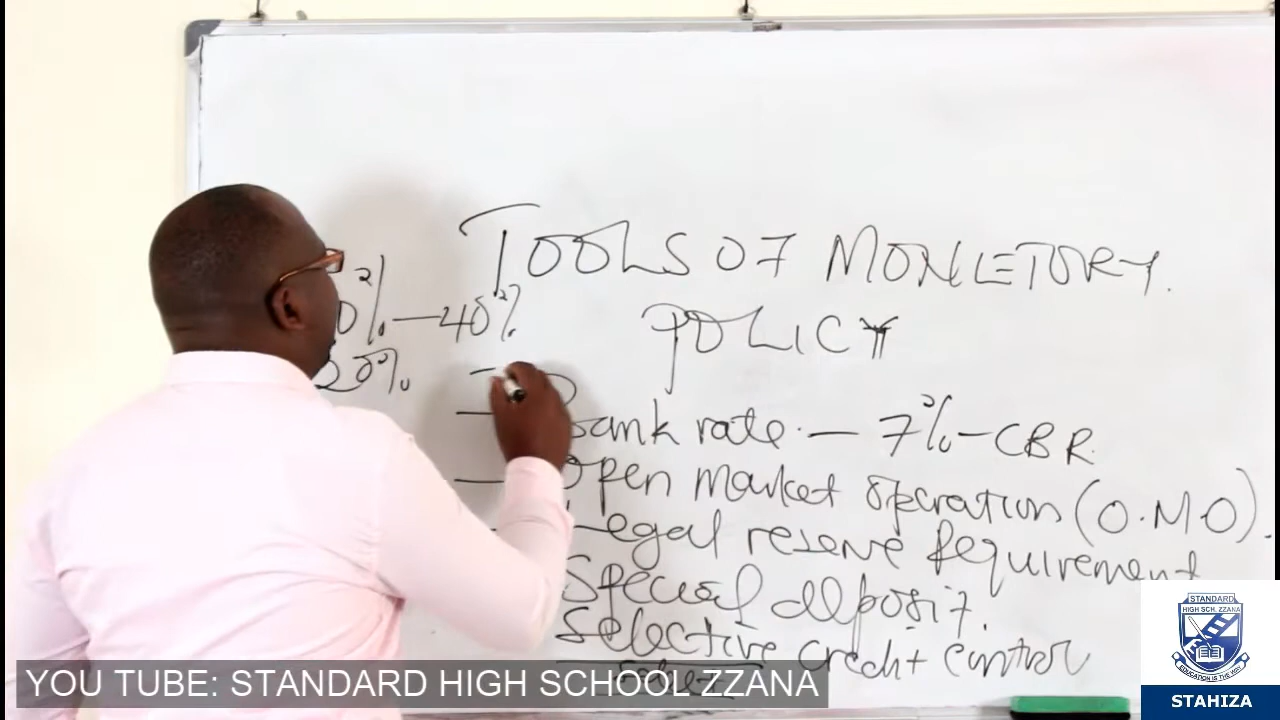 TOOLS OF MONETORY
POLICY
0% — 40%
20%
Bank rate. — 7% — CBR
Open market operation (O.M.O).
Legal reserve Requirement
Special deposit.
Selective credit control
YOU TUBE: STANDARD HIGH SCHOOL ZZANA
STANDARD
HIGH SCH. ZZANA
STAHIZA